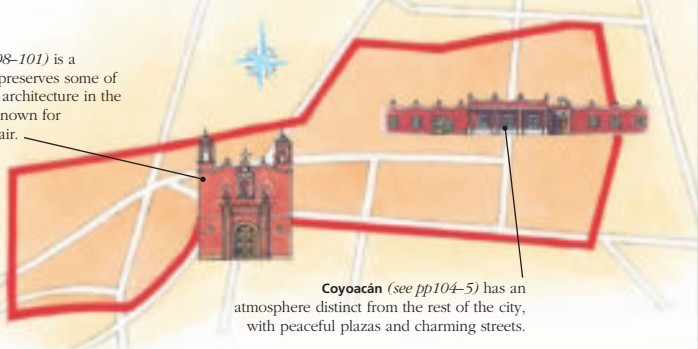 98–101) is a
preserves some of
architecture in the
nown for
air.
Coyoacán (see pp104–5) has an
atmosphere distinct from the rest of the city,
with peaceful plazas and charming streets.